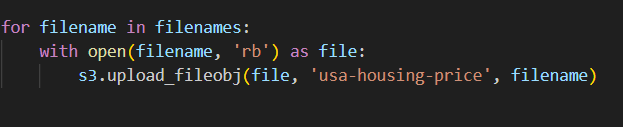 for filename in filenames:
    with open(filename, 'rb') as file:
        s3.upload_fileobj(file, 'usa-housing-price', filename)